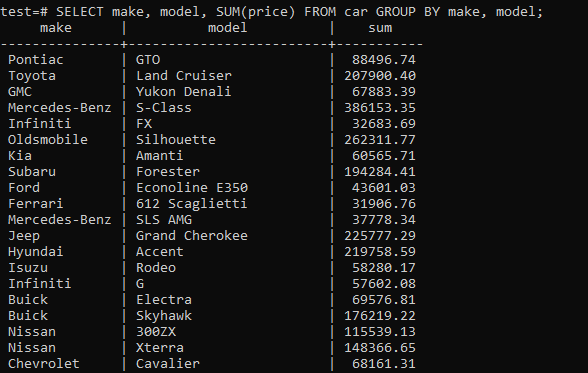 test=# SELECT make, model, SUM(price) FROM car GROUP BY make, model;
make | model | sum
---------------+--------------------------+-----------
Pontiac | GTO | 88496.74
Toyota | Land Cruiser | 207900.40
GMC | Yukon Denali | 67883.39
Mercedes-Benz | S-Class | 386153.35
Infiniti | FX | 32683.69
Oldsmobile | Silhouette | 262311.77
Kia | Amanti | 60565.71
Subaru | Forester | 194284.41
Ford | Econoline E350 | 43601.03
Ferrari | 612 Scaglietti | 31906.76
Mercedes-Benz | SLS AMG | 37778.34
Jeep | Grand Cherokee | 225777.29
Hyundai | Accent | 219758.59
Isuzu | Rodeo | 58280.17
Infiniti | G | 57602.08
Buick | Electra | 69576.81
Buick | Skyhawk | 176219.22
Nissan | 300ZX | 115539.13
Nissan | Xterra | 148366.65
Chevrolet | Cavalier | 68161.31